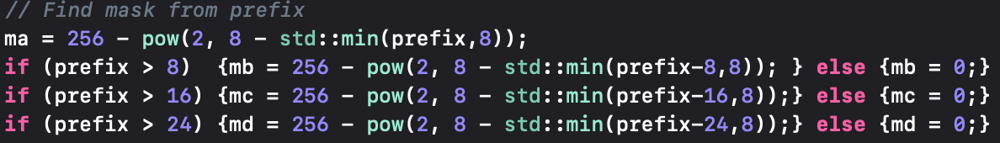 // Find mask from prefix
ma = 256 - pow(2, 8 - std::min(prefix,8));
if (prefix > 8)  {mb = 256 - pow(2, 8 - std::min(prefix-8,8)); } else {mb = 0;}
if (prefix > 16) {mc = 256 - pow(2, 8 - std::min(prefix-16,8));} else {mc = 0;}
if (prefix > 24) {md = 256 - pow(2, 8 - std::min(prefix-24,8));} else {md = 0;}